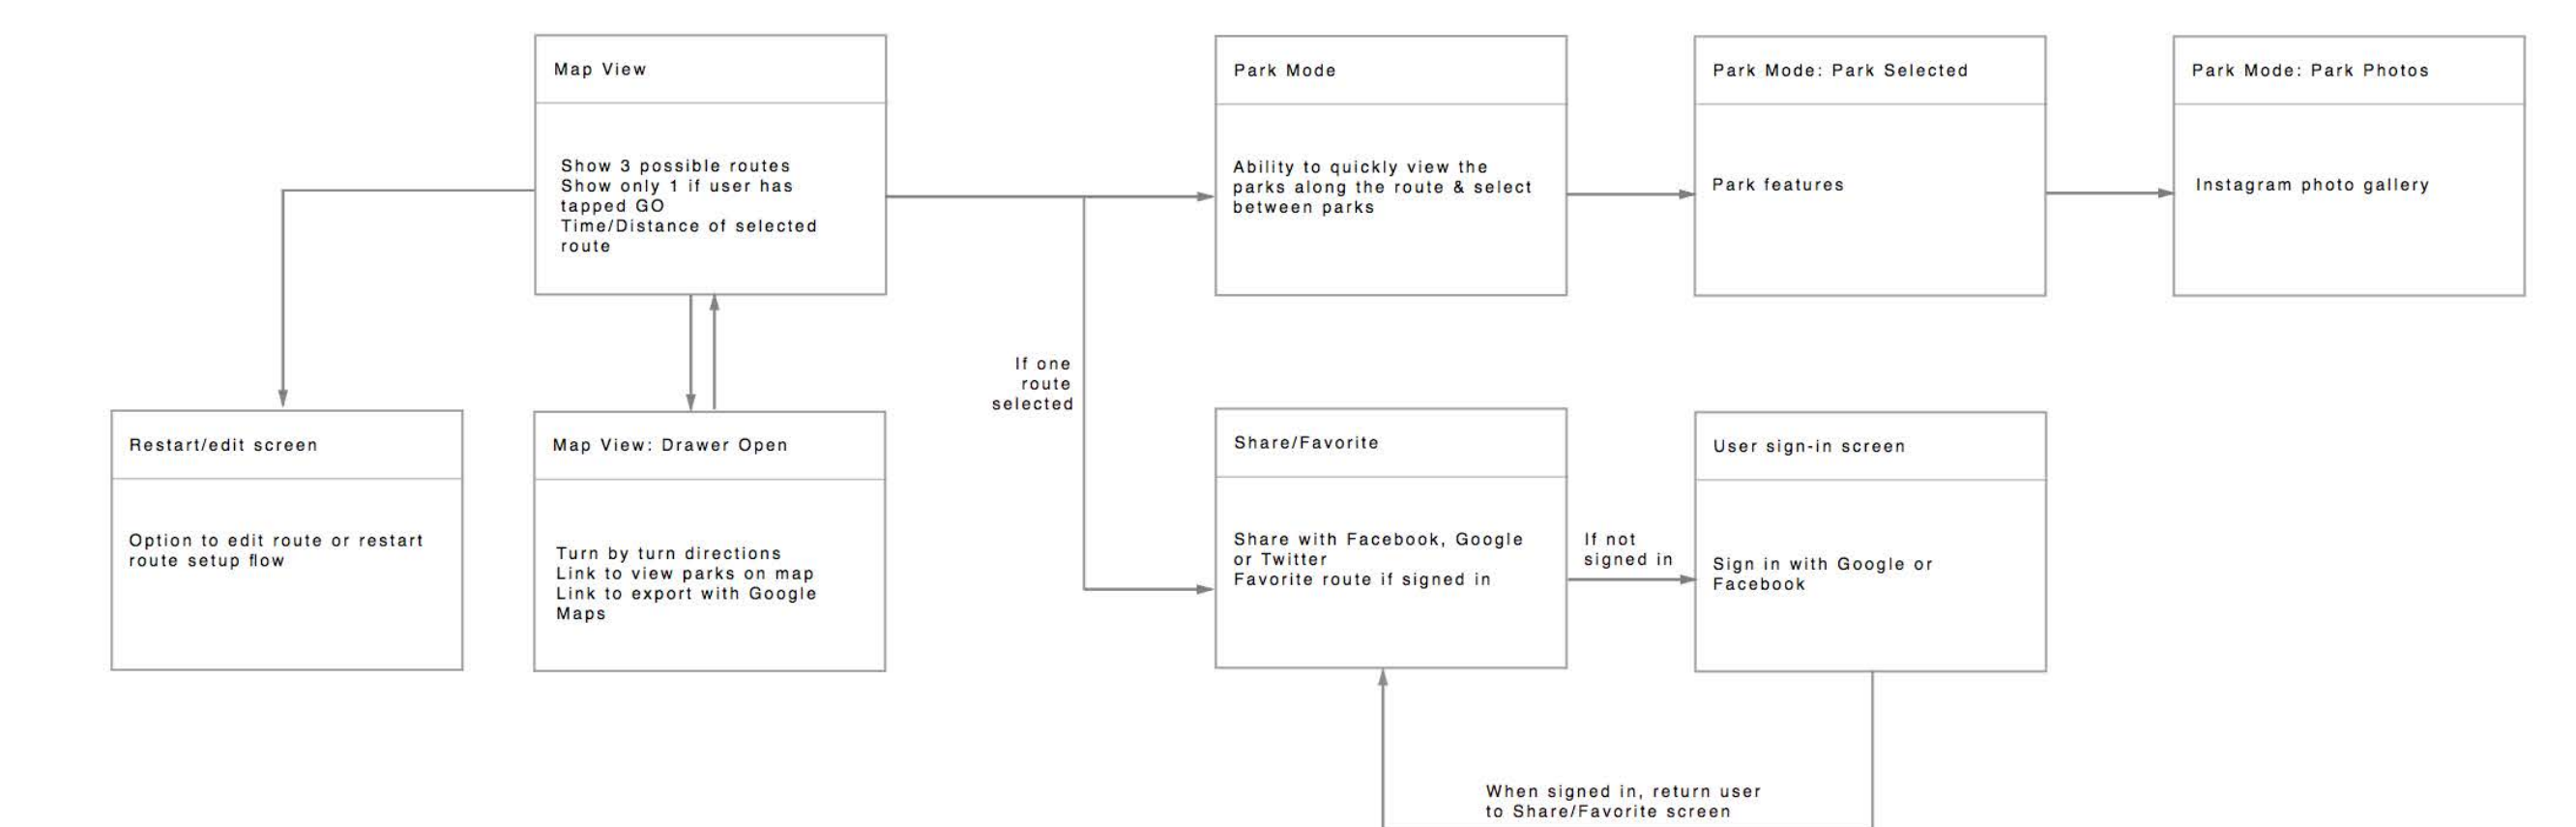 Map View
Show 3 possible routes
Show only 1 if user has
tapped GO
Time/Distance of selected
route
Park Mode
Ability to quickly view the
parks along the route & select
between parks
Park Mode: Park Selected
Park features
Park Mode: Park Photos
Instagram photo gallery
If one
route
selected
Restart/edit screen
Option to edit route or restart
route setup flow
Map View: Drawer Open
Turn by turn directions
Link to view parks on map
Link to export with Google
Maps
Share/Favorite
Share with Facebook, Google
or Twitter
Favorite route if signed in
If not
signed in
User sign-in screen
Sign in with Google or
Facebook
When signed in, return user
to Share/Favorite screen